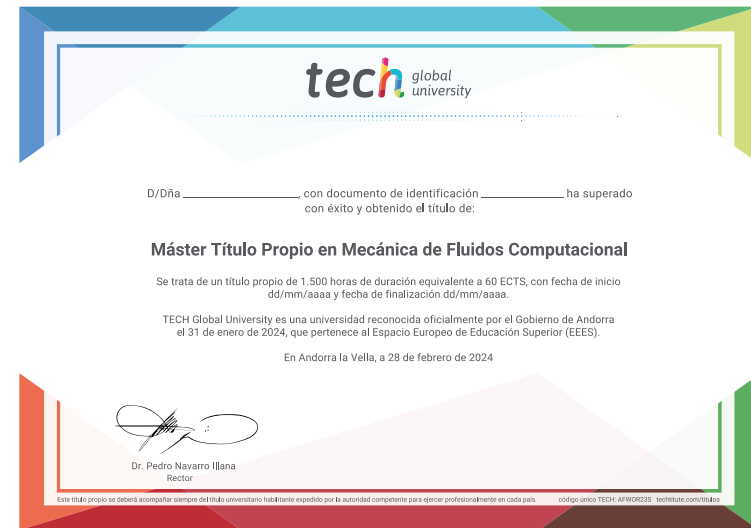 tech global university
D/Dña ____________________, con documento de identificación ______________ ha superado
con éxito y obtenido el título de:
Máster Título Propio en Mecánica de Fluidos Computacional
Se trata de un título propio de 1.500 horas de duración equivalente a 60 ECTS, con fecha de inicio
dd/mm/aaaa y fecha de finalización dd/mm/aaaa.
TECH Global University es una universidad reconocida oficialmente por el Gobierno de Andorra
el 31 de enero de 2024, que pertenece al Espacio Europeo de Educación Superior (EEES).
En Andorra la Vella, a 28 de febrero de 2024
Dr. Pedro Navarro Illana
Rector
Este título propio se deberá acompañar siempre del título universitario habilitante expedido por la autoridad competente para ejercer profesionalmente en cada país. código único TECH: AFWOR23S techtitute.com/titulos